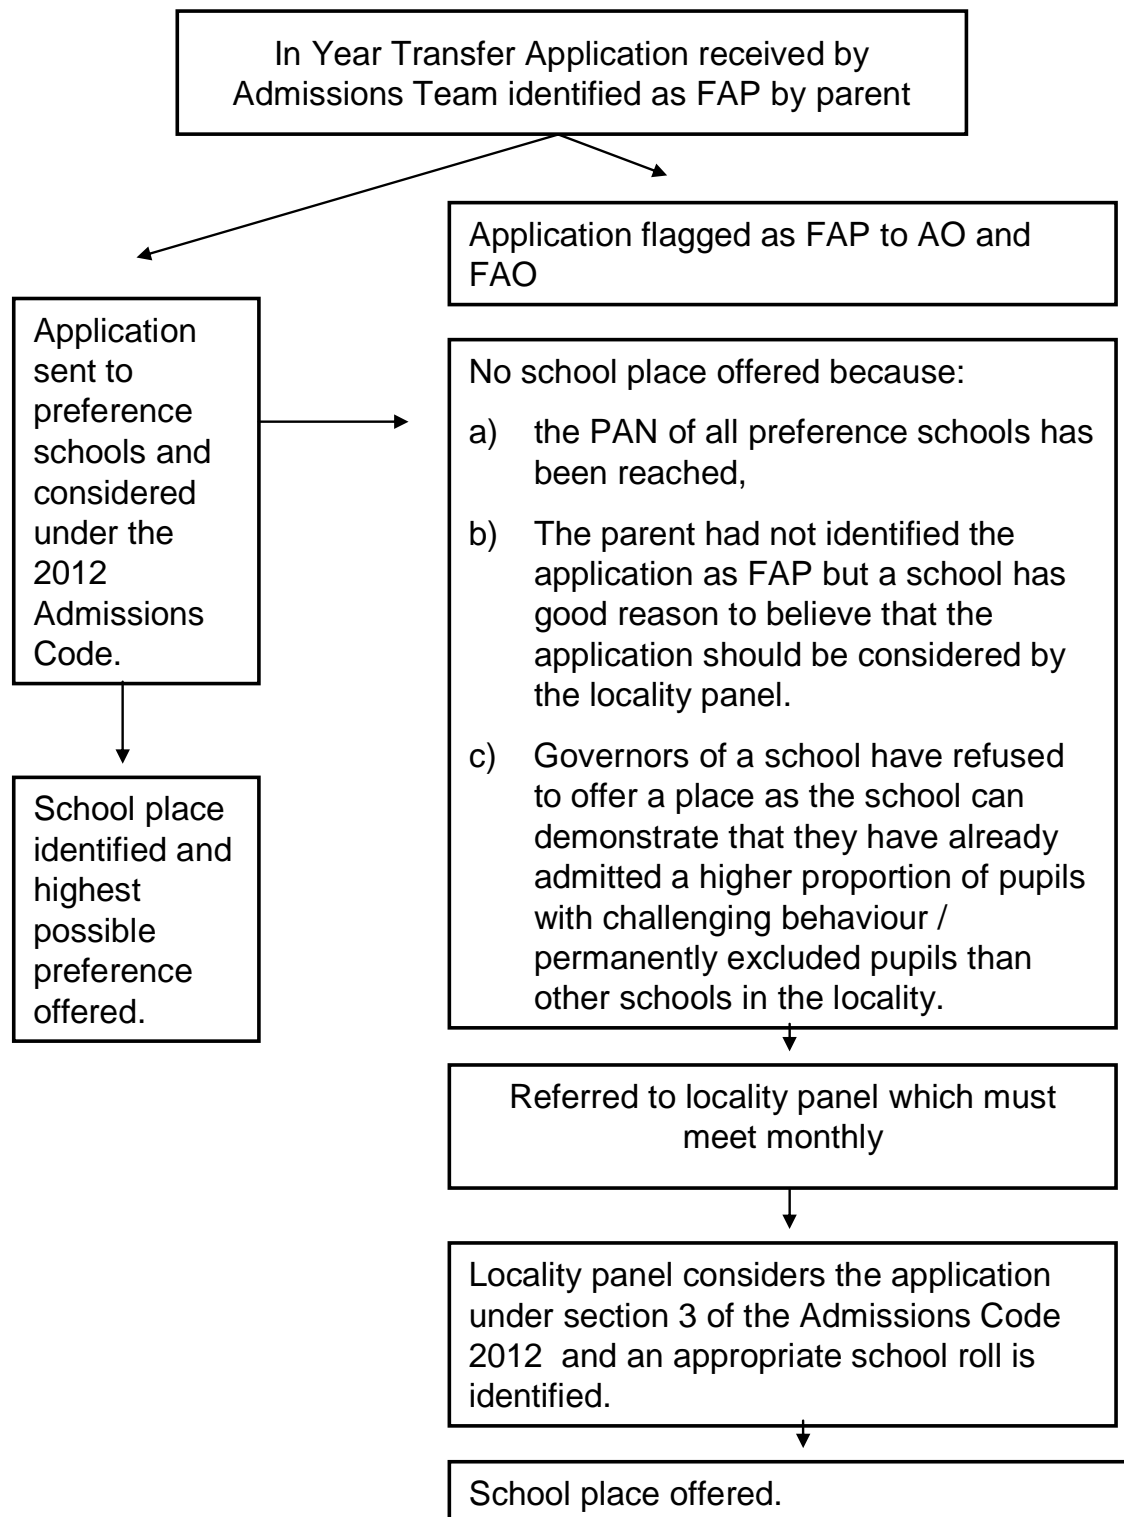 In Year Transfer Application received by
Admissions Team identified as FAP by parent
Application flagged as FAP to AO and
FAO
Application
sent to
preference
schools and
considered
under the
2012
Admissions
Code.
No school place offered because:
a) the PAN of all preference schools has
been reached,
b) The parent had not identified the
application as FAP but a school has
good reason to believe that the
application should be considered by
the locality panel.
c) Governors of a school have refused
to offer a place as the school can
demonstrate that they have already
admitted a higher proportion of pupils
with challenging behaviour /
permanently excluded pupils than
other schools in the locality.
School place
identified and
highest
possible
preference
offered.
Referred to locality panel which must
meet monthly
Locality panel considers the application
under section 3 of the Admissions Code
2012 and an appropriate school roll is
identified.
School place offered.